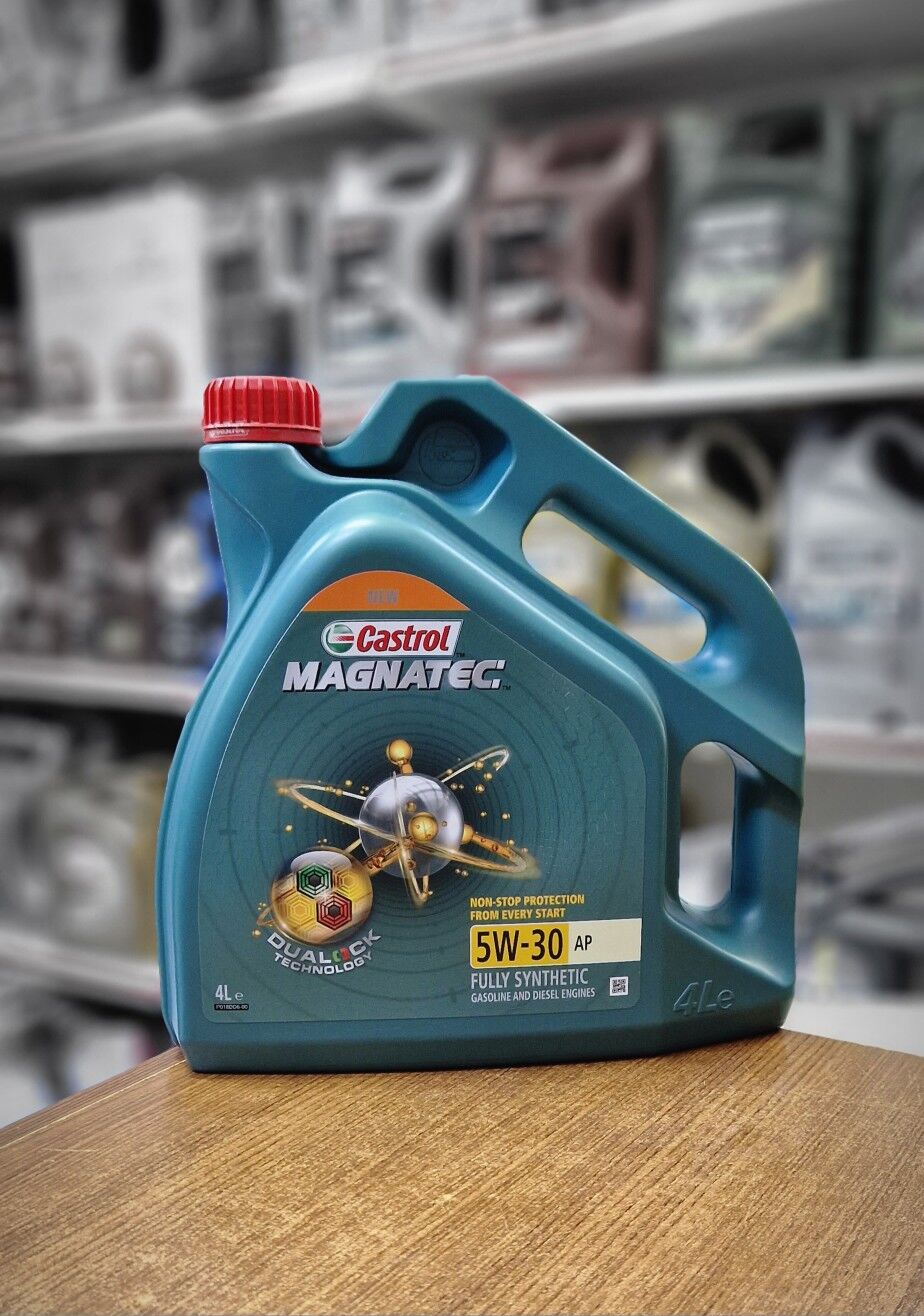 NEW
Castrol
MAGNATEC
DUALOCK
TECHNOLOGY
NON-STOP PROTECTION
FROM EVERY START
5W-30 AP
FULLY SYNTHETIC
GASOLINE AND DIESEL ENGINES
4L e
4Le